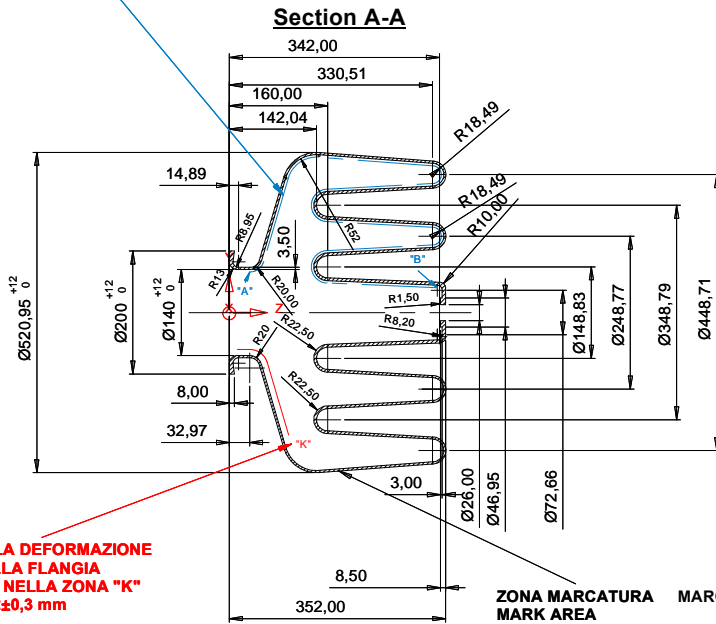 Section A-A
342,00
330,51
160,00
142,04
14,89
R18,49
R18,49
R10,00
R8,95
R52
3,50
R13
"A"
"B"
Z
R20,00
R1,50
R8,20
R22,50
R20
R22,50
"K"
Ø520,95 +12 0
Ø200 +12 0
Ø140 +12 0
Ø148,83
Ø248,77
Ø348,79
Ø448,71
8,00
32,97
3,00
Ø26,00
Ø46,95
Ø72,66
8,50
352,00
LA DEFORMAZIONE
LLA FLANGIA
NELLA ZONA "K"
±0,3 mm
ZONA MARCATURA MARC
MARK AREA